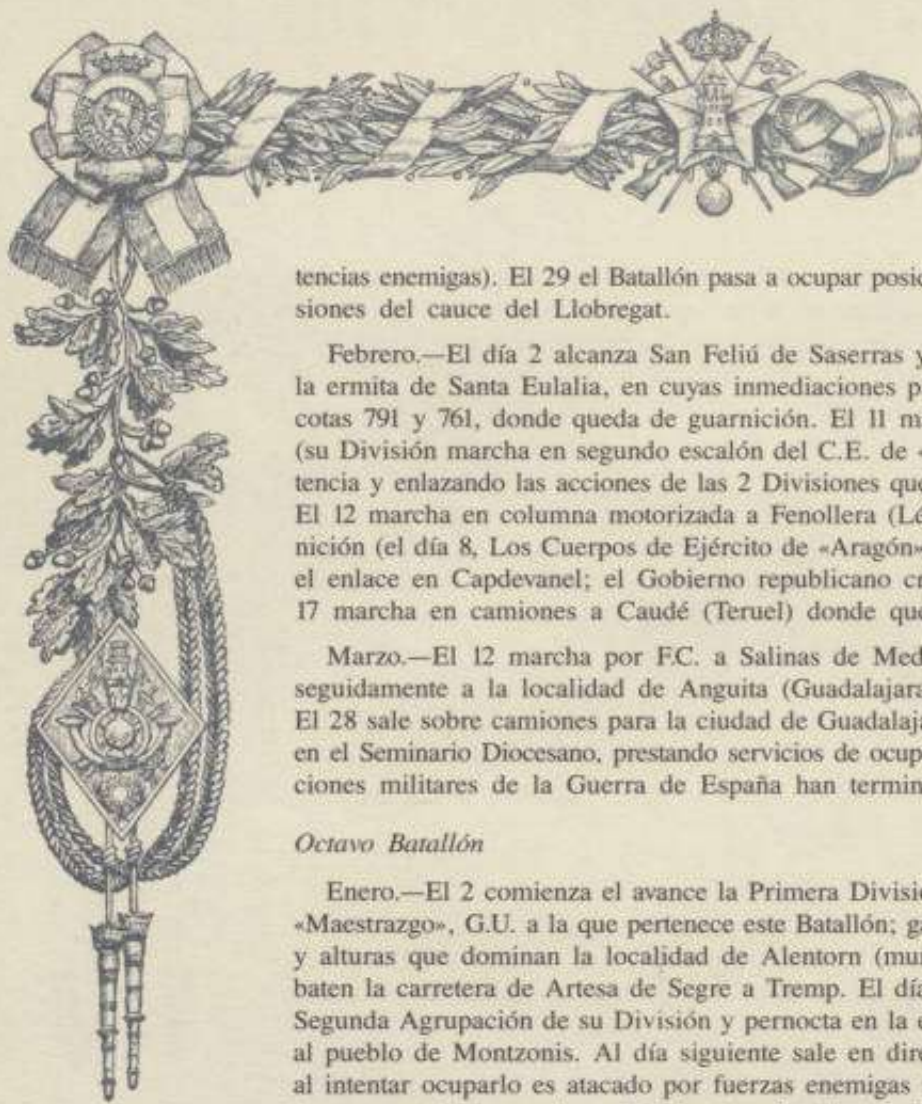 tencias enemigas). El 29 el Batallón pasa a ocupar posic
siones del cauce del Llobregat.
Febrero.—El día 2 alcanza San Feliú de Saserras y
la ermita de Santa Eulalia, en cuyas inmediaciones p
cotas 791 y 761, donde queda de guarnición. El 11 m
(su División marcha en segundo escalón del C.E. de «
tencia y enlazando las acciones de las 2 Divisiones que
El 12 marcha en columna motorizada a Fenollera (Lé
nición (el día 8, Los Cuerpos de Ejército de «Aragón»
el enlace en Capdevanel; el Gobierno republicano cr
17 marcha en camiones a Caudé (Teruel) donde que
Marzo.—El 12 marcha por F.C. a Salinas de Med
seguidamente a la localidad de Anguita (Guadalajara
El 28 sale sobre camiones para la ciudad de Guadalaj
en el Seminario Diocesano, prestando servicios de ocup
ciones militares de la Guerra de España han termin
Octavo Batallón
Enero.—El 2 comienza el avance la Primera Divisi
«Maestrazgo», G.U. a la que pertenece este Batallón; ga
y alturas que dominan la localidad de Alentorn (mun
baten la carretera de Artesa de Segre a Tremp. El día
Segunda Agrupación de su División y pernocta en la e
al pueblo de Montzonis. Al día siguiente sale en dire
al intentar ocuparlo es atacado por fuerzas enemigas